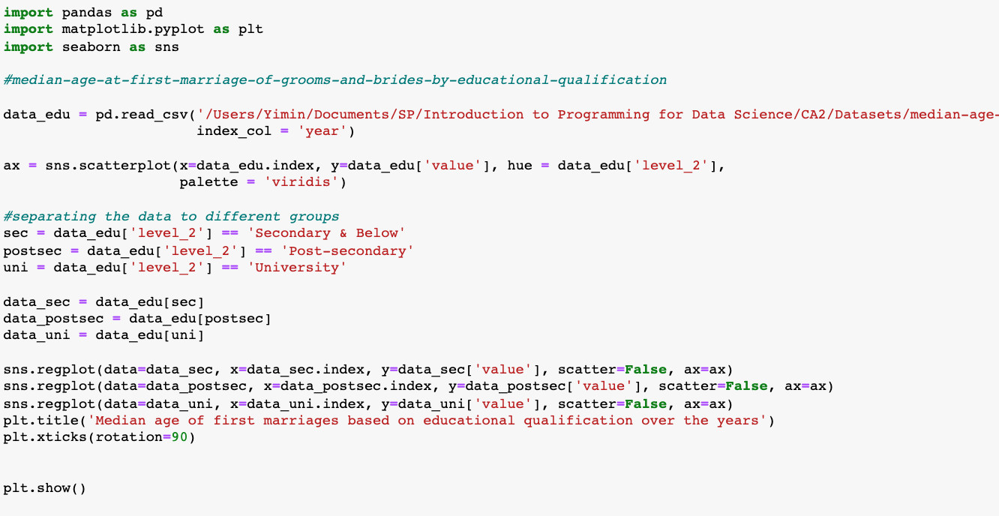 import pandas as pd
import matplotlib.pyplot as plt
import seaborn as sns
#median-age-at-first-marriage-of-grooms-and-brides-by-educational-qualification
data_edu = pd.read_csv('/Users/Yimin/Documents/SP/Introduction to Programming for Data Science/CA2/Datasets/median-age-
index_col = 'year')
ax = sns.scatterplot(x=data_edu.index, y=data_edu['value'], hue = data_edu['level_2'],
palette = 'viridis')
#separating the data to different groups
sec = data_edu['level_2'] == 'Secondary & Below'
postsec = data_edu['level_2'] == 'Post-secondary'
uni = data_edu['level_2'] == 'University'
data_sec = data_edu[sec]
data_postsec = data_edu[postsec]
data_uni = data_edu[uni]
sns.regplot(data=data_sec, x=data_sec.index, y=data_sec['value'], scatter=False, ax=ax)
sns.regplot(data=data_postsec, x=data_postsec.index, y=data_postsec['value'], scatter=False, ax=ax)
sns.regplot(data=data_uni, x=data_uni.index, y=data_uni['value'], scatter=False, ax=ax)
plt.title('Median age of first marriages based on educational qualification over the years')
plt.xticks(rotation=90)
plt.show()